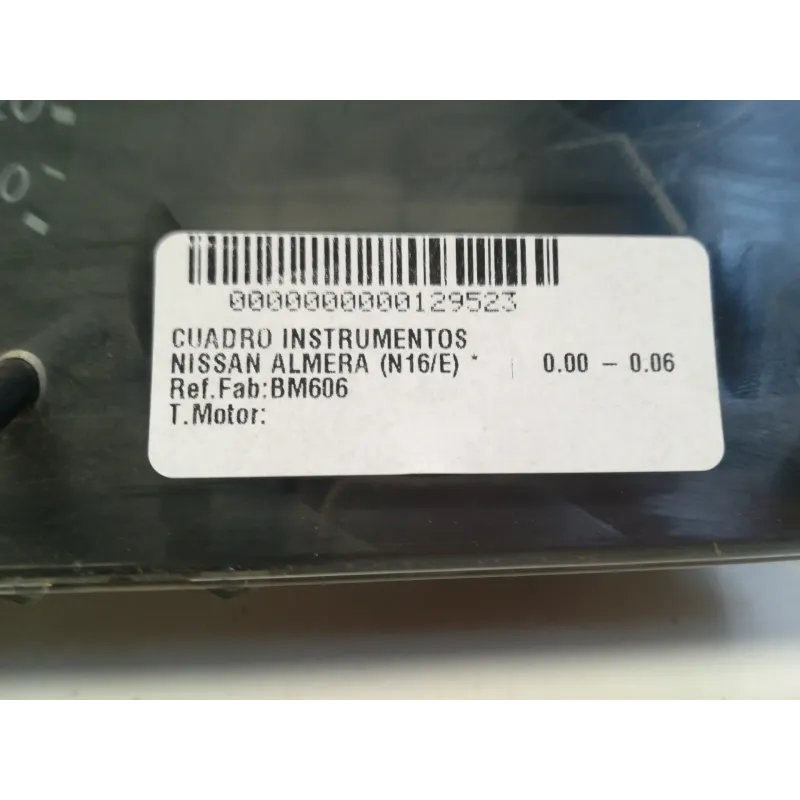 0000000000129523
CUADRO INSTRUMENTOS
NISSAN ALMERA (N16/E) * 0.00 - 0.06
Ref.Fab:BM606
T.Motor: